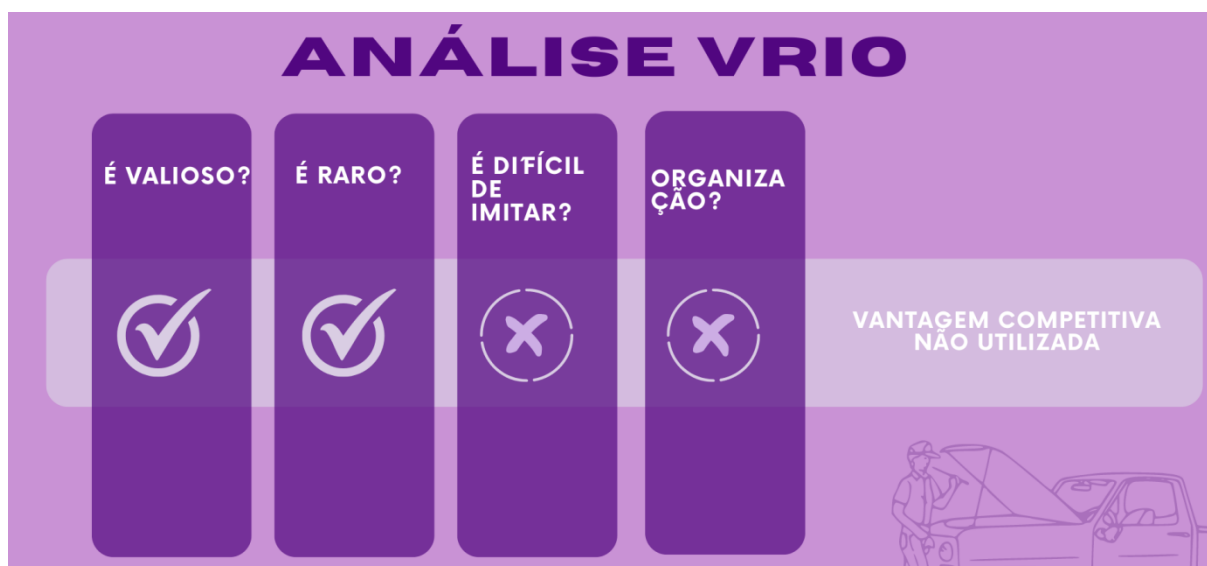 ANÁLISE VRIO
É VALIOSO?
É RARO?
É DIFÍCIL
DE
IMITAR?
ORGANIZA
ÇÃO?
VANTAGEM COMPETITIVA
NÃO UTILIZADA